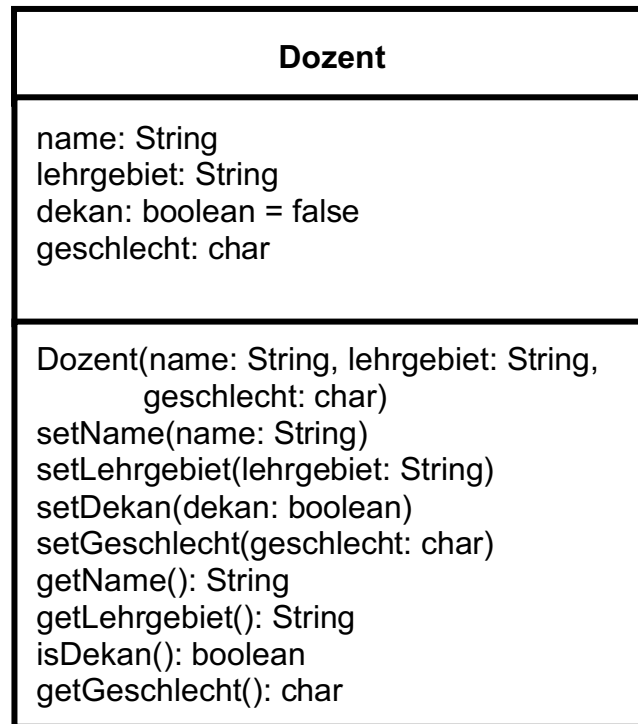 Dozent
name: String
lehrgebiet: String
dekan: boolean = false
geschlecht: char
Dozent(name: String, lehrgebiet: String,
geschlecht: char)
setName(name: String)
setLehrgebiet(lehrgebiet: String)
setDekan(dekan: boolean)
setGeschlecht(geschlecht: char)
getName(): String
getLehrgebiet(): String
isDekan(): boolean
getGeschlecht(): char